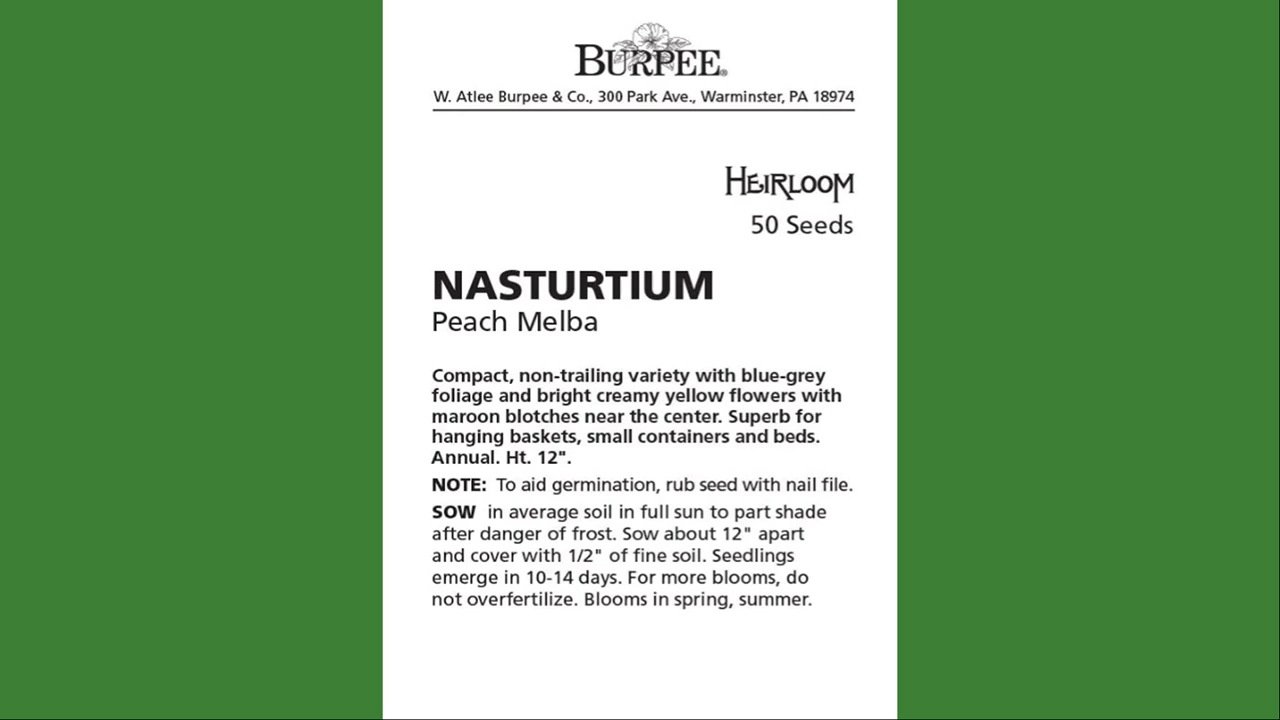 BURPEE®
W. Atlee Burpee & Co., 300 Park Ave., Warminster, PA 18974
HEIRLOOM
50 Seeds
NASTURTIUM
Peach Melba
Compact, non-trailing variety with blue-grey
foliage and bright creamy yellow flowers with
maroon blotches near the center. Superb for
hanging baskets, small containers and beds.
Annual. Ht. 12".
NOTE: To aid germination, rub seed with nail file.
SOW in average soil in full sun to part shade
after danger of frost. Sow about 12" apart
and cover with 1/2" of fine soil. Seedlings
emerge in 10-14 days. For more blooms, do
not overfertilize. Blooms in spring, summer.